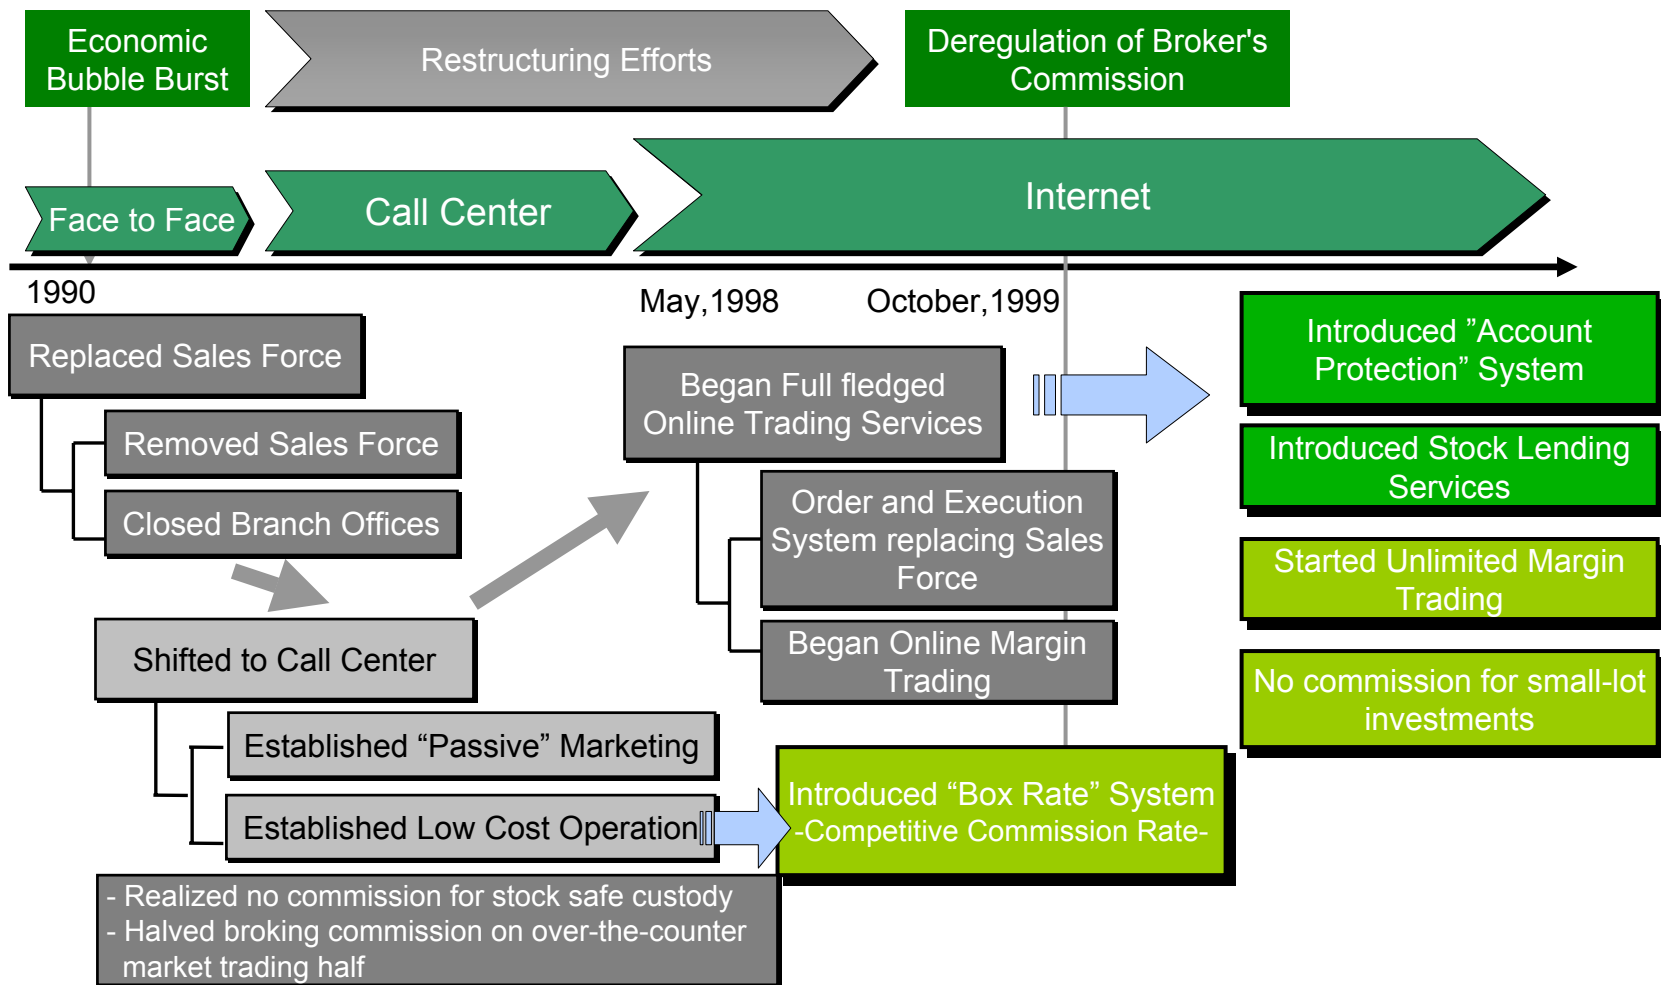 Economic
Bubble Burst
Restructuring Efforts
Deregulation of Broker's
Commission
Face to Face
Call Center
Internet
1990
May,1998
October,1999
Replaced Sales Force
Removed Sales Force
Closed Branch Offices
Shifted to Call Center
Established “Passive” Marketing
Established Low Cost Operation
- Realized no commission for stock safe custody
- Halved broking commission on over-the-counter
market trading half
Began Full fledged
Online Trading Services
Order and Execution
System replacing Sales
Force
Began Online Margin
Trading
Introduced “Box Rate” System
-Competitive Commission Rate-
Introduced ”Account
Protection” System
Introduced Stock Lending
Services
Started Unlimited Margin
Trading
No commission for small-lot
investments